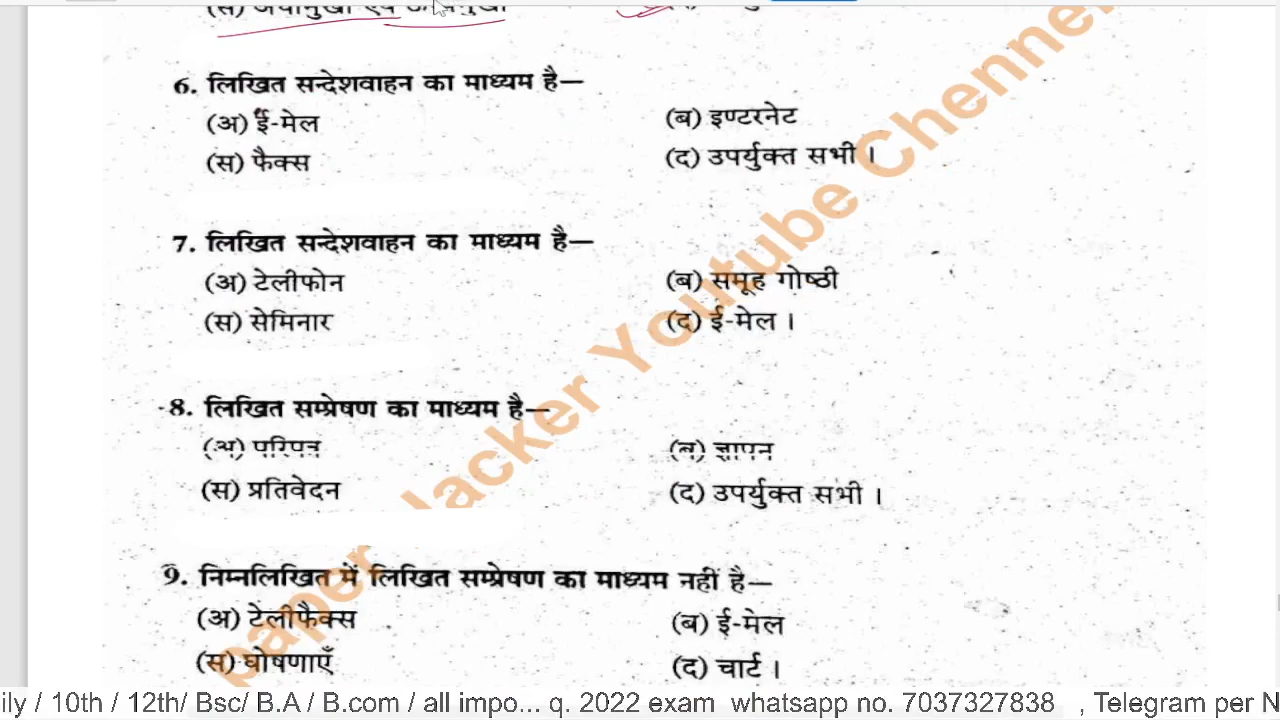 (स)
6. लिखित सन्देशवाहन का माध्यम है—
(अ) ई-मेल (ब) इण्टरनेट
(स) फैक्स (द) उपर्युक्त सभी ।
7. लिखित सन्देशवाहन का माध्यम है—
(अ) टेलीफोन (ब) समूह गोष्ठी
(स) सेमिनार (द) ई-मेल ।
8. लिखित सम्प्रेषण का माध्यम है—
(अ) परिपत्र (ब) ज्ञापन
(स) प्रतिवेदन (द) उपर्युक्त सभी ।
9. निम्नलिखित में लिखित सम्प्रेषण का माध्यम नहीं है—
(अ) टेलीफैक्स (ब) ई-मेल
(स) घोषणाएँ (द) चार्ट ।
paper Jacker Youtube Chennel
ily / 10th / 12th/ Bsc/ B.A / B.com / all impo... q. 2022 exam whatsapp no. 7037327838 , Telegram per N